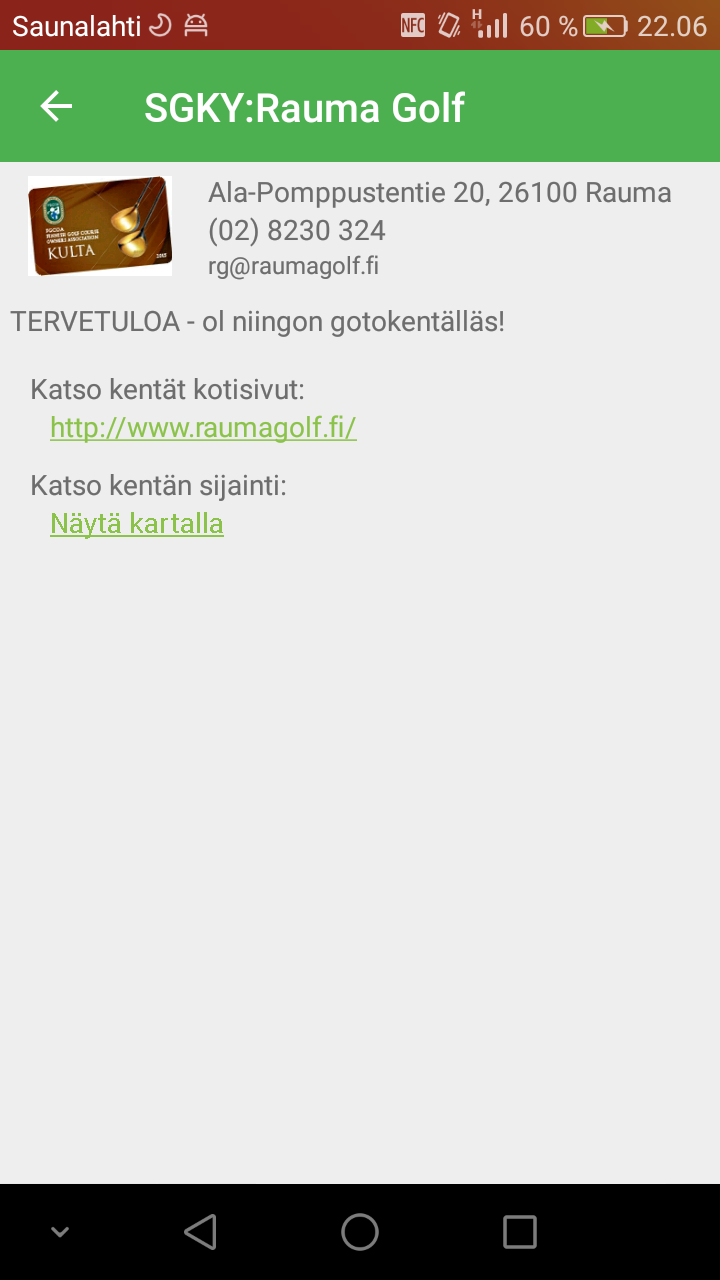 Saunalahti
NFC H 60 % 22.06
SGKY:Rauma Golf
FGCOA
FINNISH GOLF COURSE
OWNERS ASSOCIATION
KULTA
Ala-Pomppustentie 20, 26100 Rauma
(02) 8230 324
rg@raumagolf.fi
TERVETULOA - ol niingon gotokentälläs!
Katso kentät kotisivut:
http://www.raumagolf.fi/
Katso kentän sijainti:
Näytä kartalla